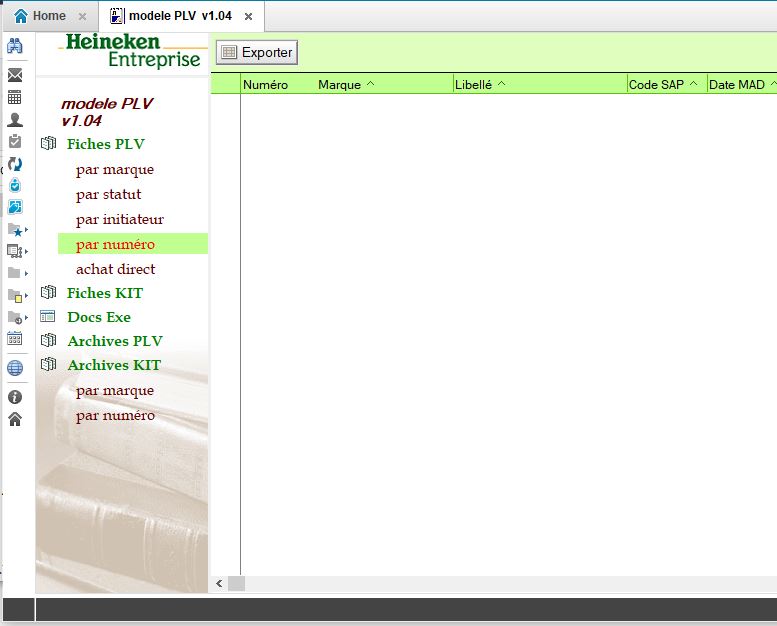 Home
modele PLV v1.04
Heineken
Entreprise
modele PLV
v1.04
Fiches PLV
par marque
par statut
par initiateur
par numéro
achat direct
Fiches KIT
Docs Exe
Archives PLV
Archives KIT
par marque
par numéro
Exporter
Numéro Marque Libellé Code SAP Date MAD